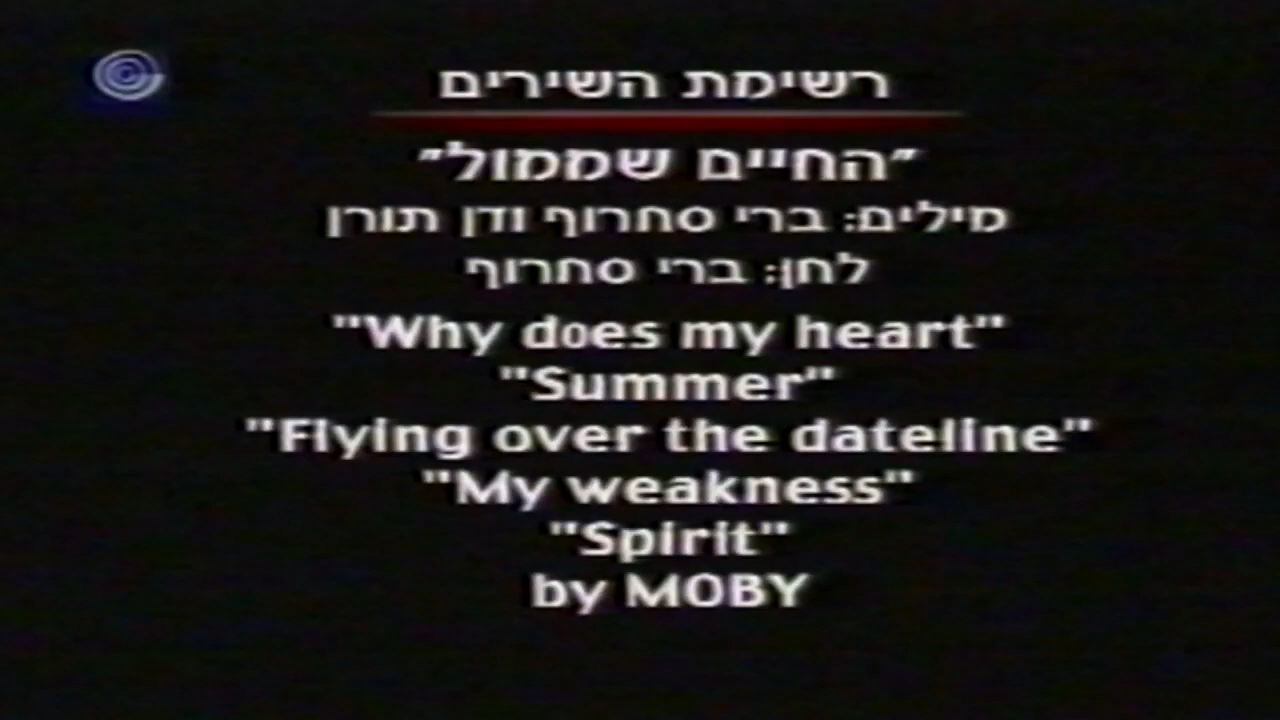 רשימת השירים
"החיים שממול"
מילים: ברי סחרוף ודן תורן
לחן: ברי סחרוף
"Why does my heart"
"Summer"
"Flying over the dateline"
"My weakness"
"Spirit"
by MOBY